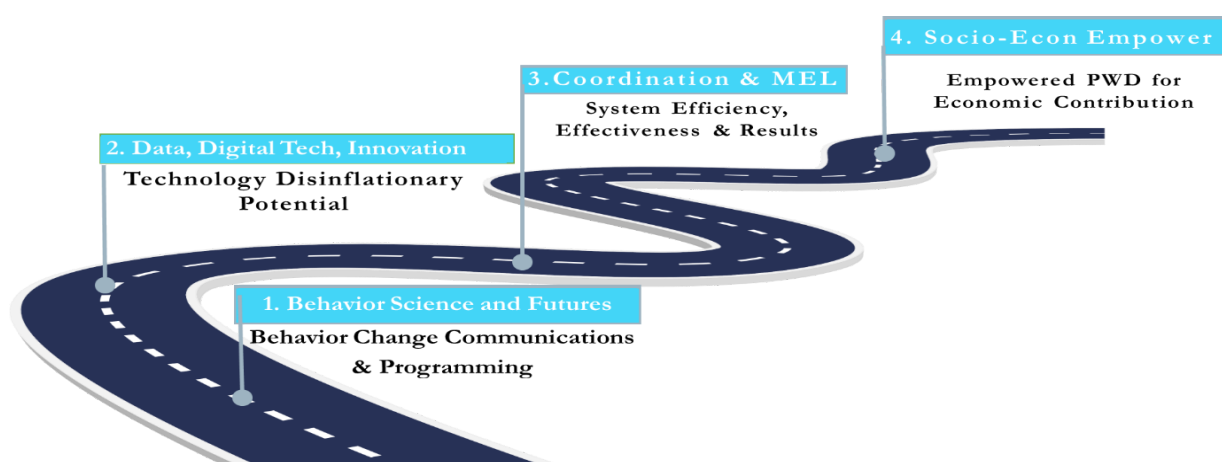 4. Socio-Econ Empower
Empowered PWD for
Economic Contribution
3.Coordination & MEL
System Efficiency,
Effectiveness & Results
2. Data, Digital Tech, Innovation
Technology Disinflationary
Potential
1. Behavior Science and Futures
Behavior Change Communications
& Programming